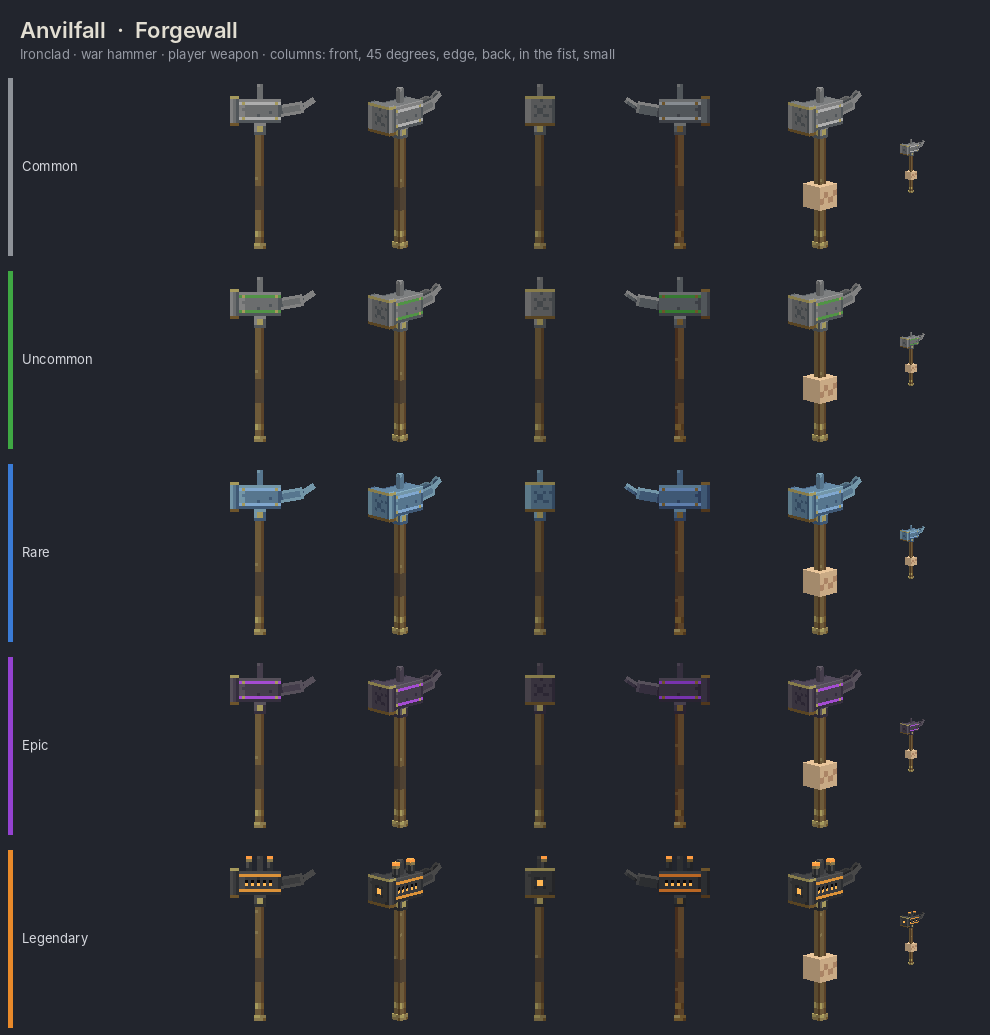 Anvilfall · Forgewall
Ironclad · war hammer · player weapon · columns: front, 45 degrees, edge, back, in the fist, small
Common
Uncommon
Rare
Epic
Legendary